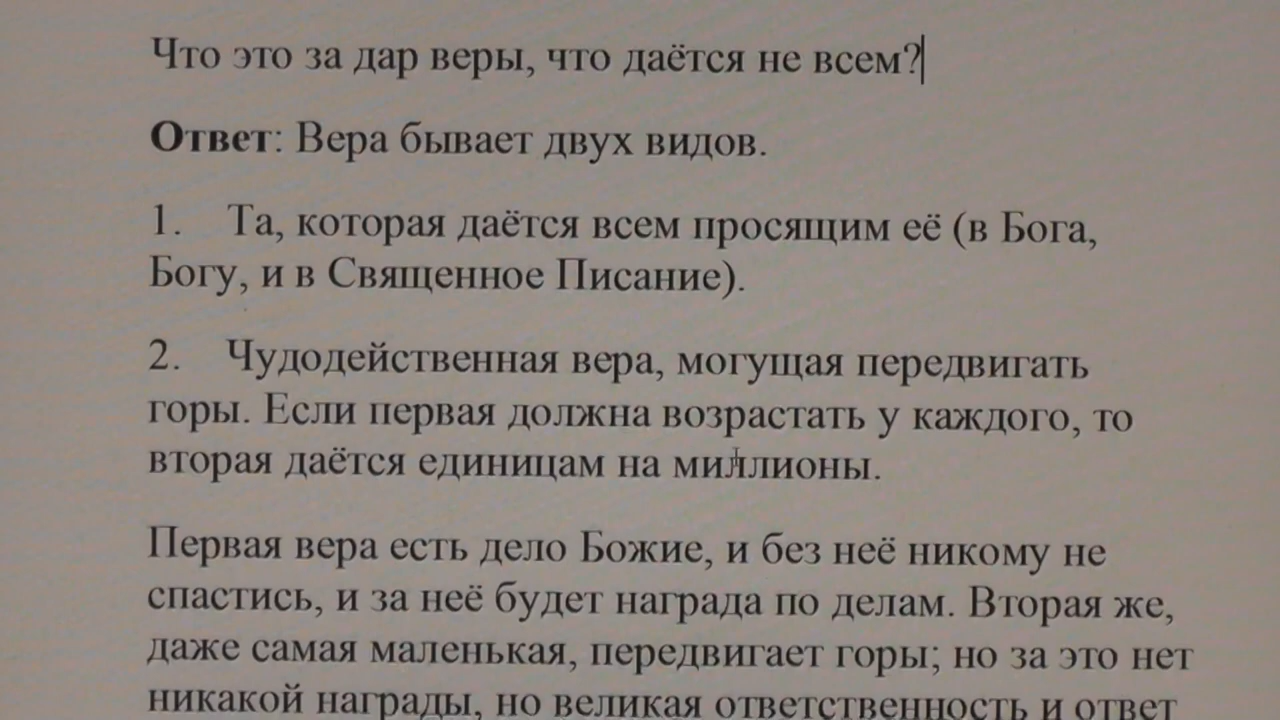 Что это за дар веры, что даётся не всем?
Ответ: Вера бывает двух видов.
1. Та, которая даётся всем просящим её (в Бога,
Богу, и в Священное Писание).
2. Чудодейственная вера, могущая передвигать
горы. Если первая должна возрастать у каждого, то
вторая даётся единицам на миллионы.
Первая вера есть дело Божие, и без неё никому не
спастись, и за неё будет награда по делам. Вторая же,
даже самая маленькая, передвигает горы; но за это нет
никакой награды, но великая ответственность и ответ